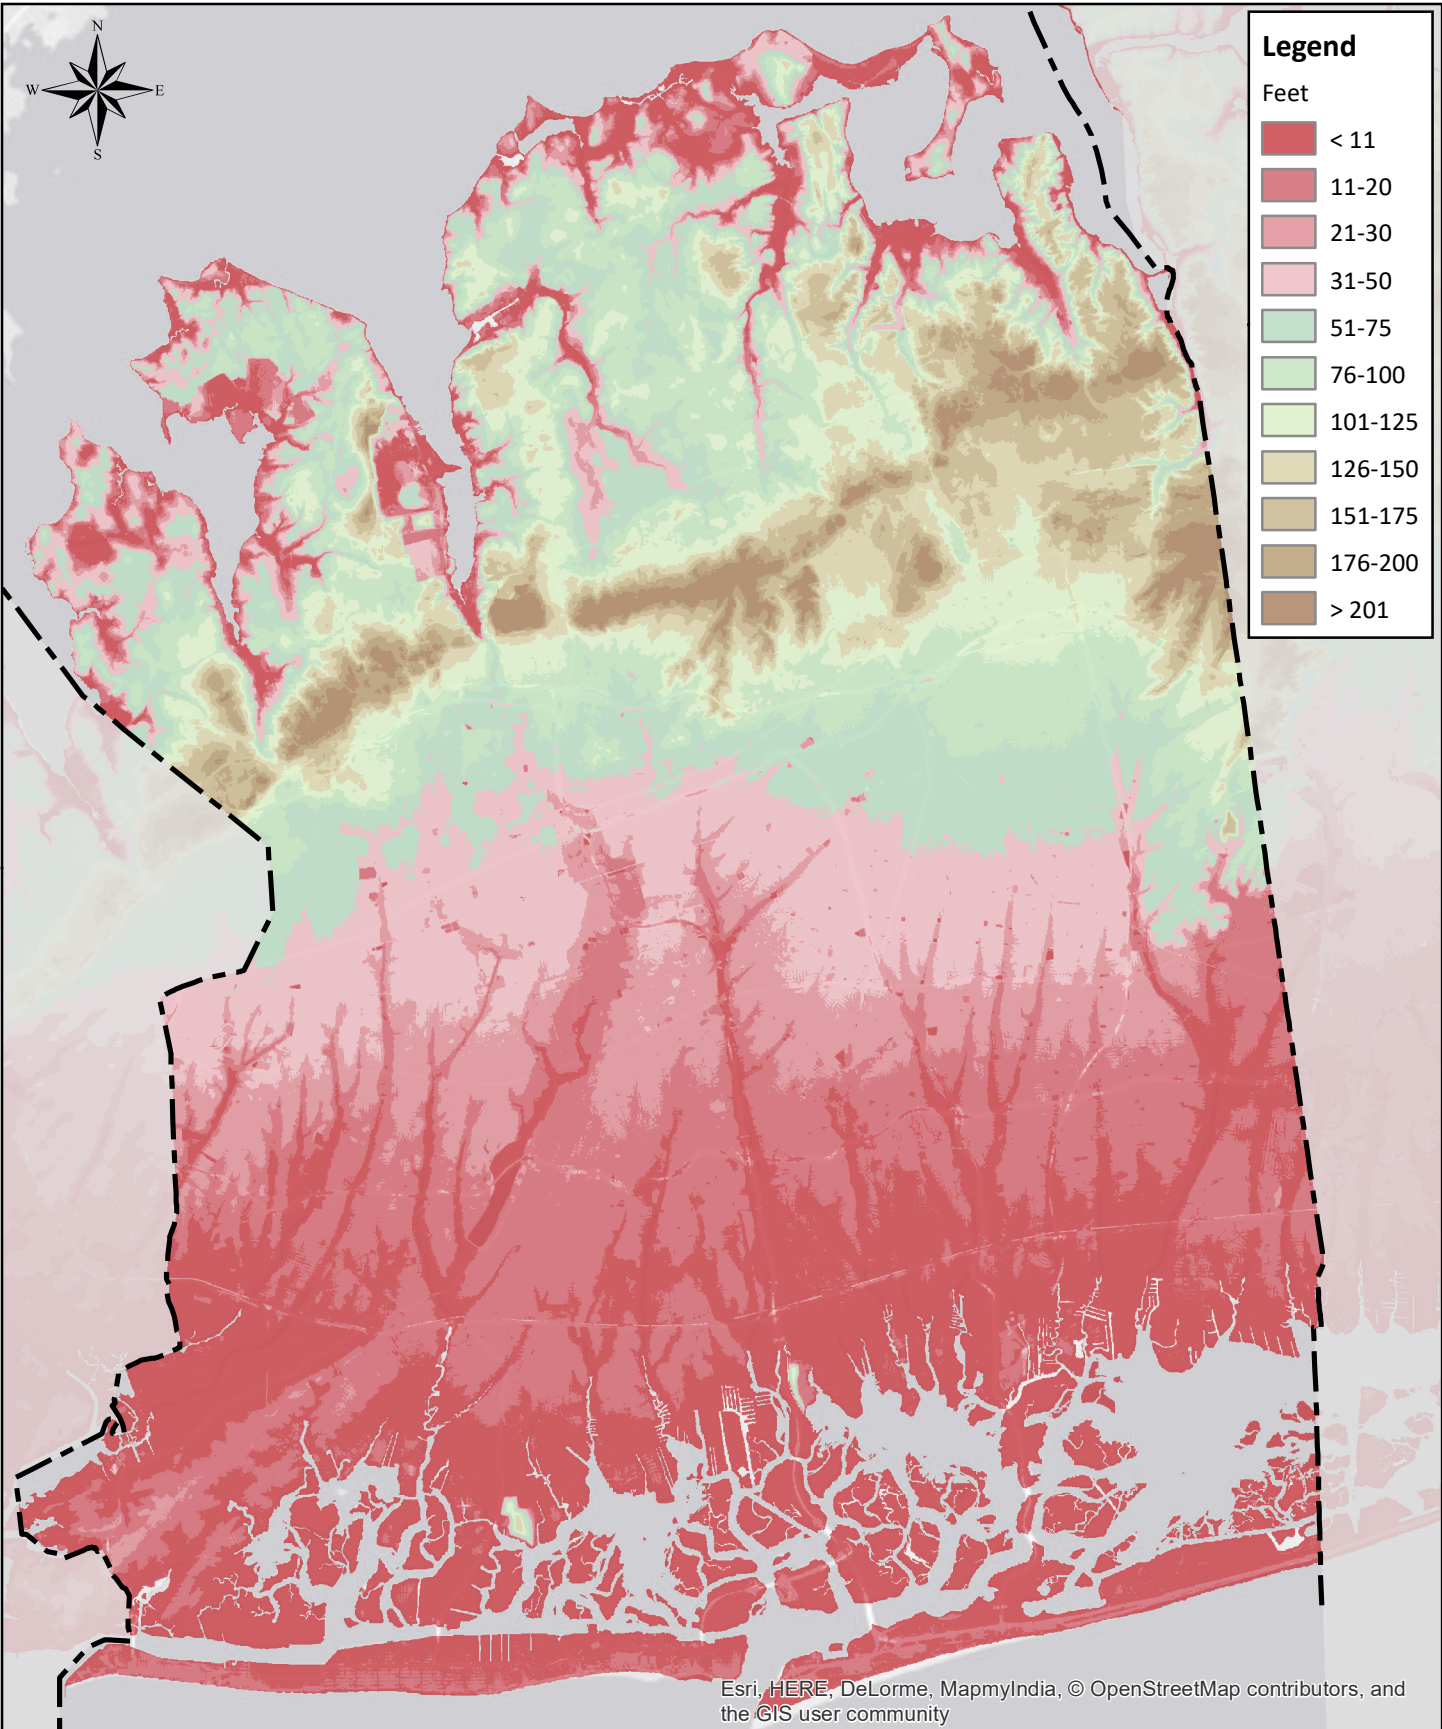 N
W E
S
Legend
Feet
< 11
11-20
21-30
31-50
51-75
76-100
101-125
126-150
151-175
176-200
> 201
Esri, HERE, DeLorme, MapmyIndia, © OpenStreetMap contributors, and
the GIS user community